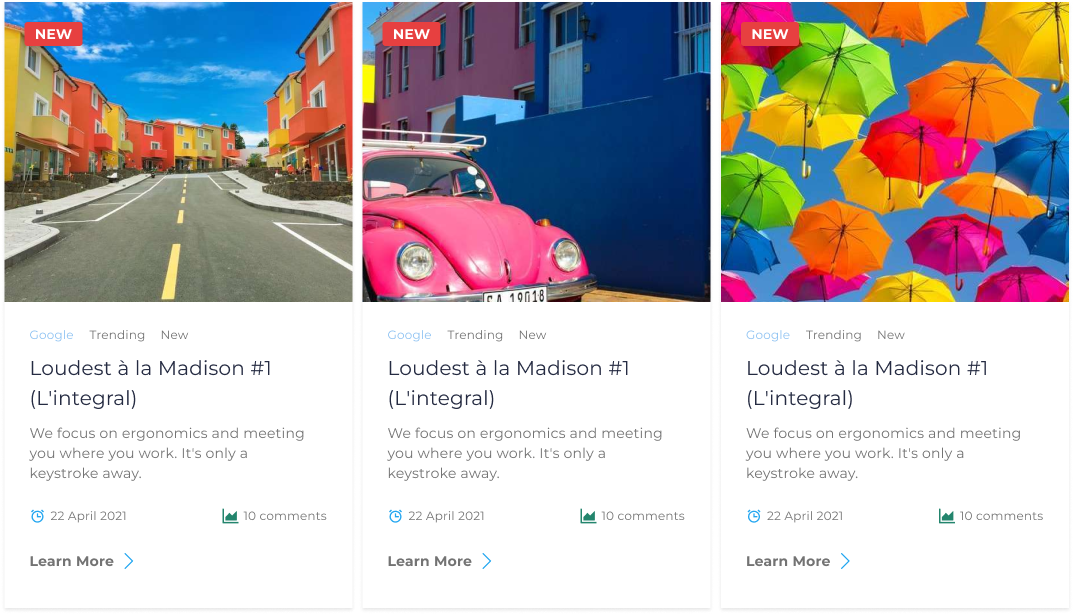 NEW
Google Trending New
Loudest à la Madison #1
(L'integral)
We focus on ergonomics and meeting
you where you work. It's only a
keystroke away.
22 April 2021 10 comments
Learn More
NEW
SA 19018
Google Trending New
Loudest à la Madison #1
(L'integral)
We focus on ergonomics and meeting
you where you work. It's only a
keystroke away.
22 April 2021 10 comments
Learn More
NEW
Google Trending New
Loudest à la Madison #1
(L'integral)
We focus on ergonomics and meeting
you where you work. It's only a
keystroke away.
22 April 2021 10 comments
Learn More